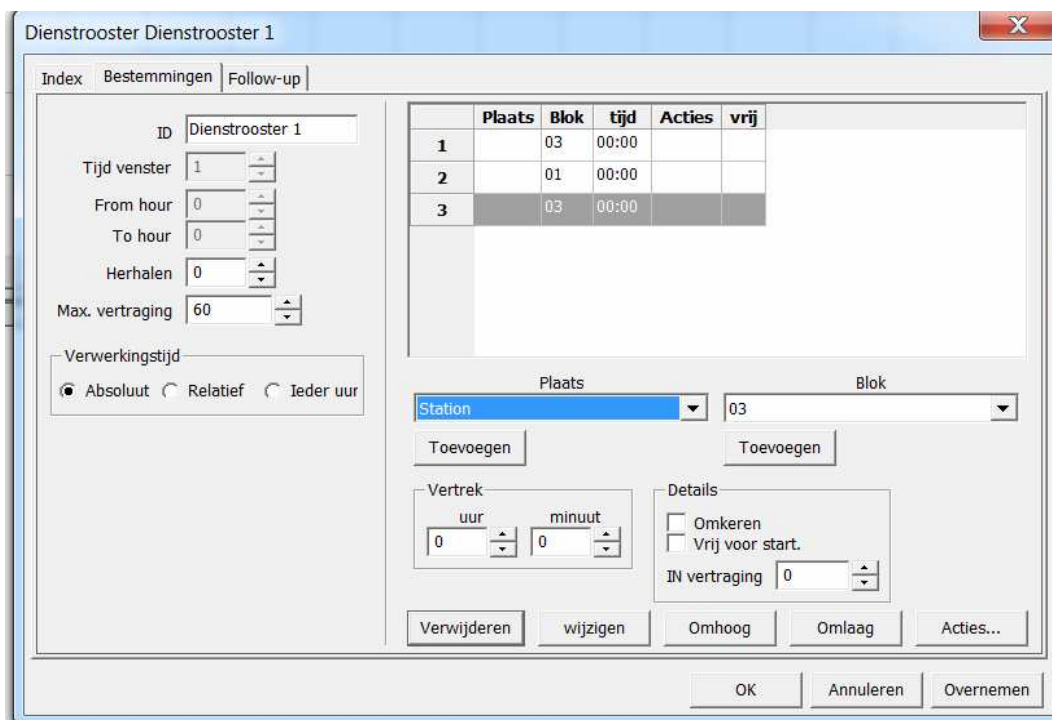 Dienstrooster Dienstrooster 1
Index Bestemmingen Follow-up
ID Dienstrooster 1
Tijd venster 1
From hour 0
To hour 0
Herhalen 0
Max. vertraging 60
Verwerkingstijd
Absoluut Relatief Ieder uur
Plaats Blok tijd Acties vrij
1 03 00:00
2 01 00:00
3 03 00:00
Plaats Blok
Station 03
Toevoegen Toevoegen
Vertrek Details
uur minuut
0 0
Omkeren
Vrij voor start.
IN vertraging 0
Verwijderen wijzigen Omhoog Omlaag Acties...
OK Annuleren Overnemen